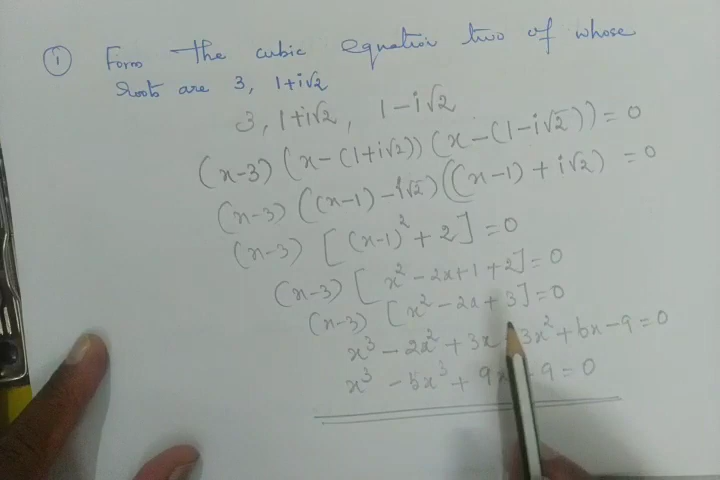 ① Form the cubic equation two of whose
roots are 3, 1+i√2
3, 1+i√2, 1-i√2
(x-3) (x-(1+i√2)) (x-(1-i√2)) = 0
(x-3) ((x-1)-i√2) ((x-1)+i√2) = 0
(x-3) [(x-1)² + 2] = 0
(x-3) [x² - 2x+1+2] = 0
(x-3) [x² - 2x + 3] = 0
x³ - 2x² + 3x 3x² + 6x - 9 = 0
x³ - 5x³ + 9x - 9 = 0